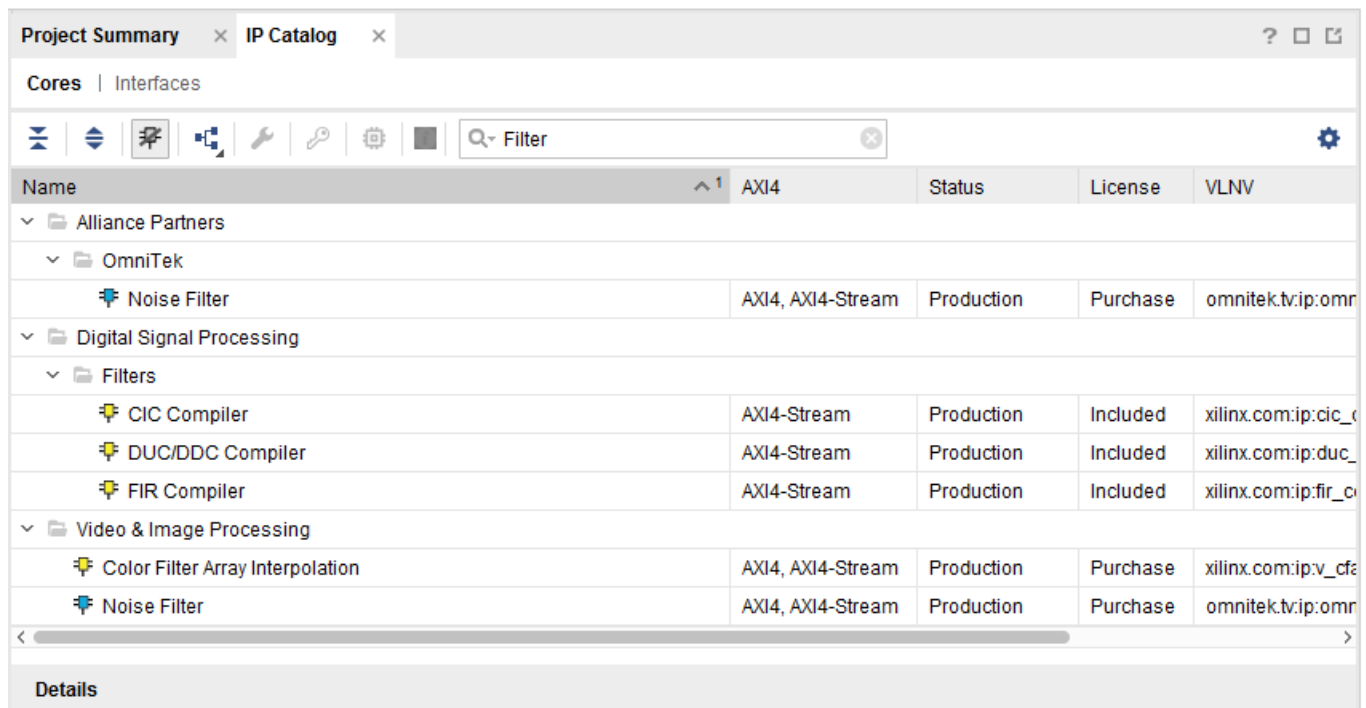 Project Summary × IP Catalog × ?
Cores | Interfaces
Filter
Name 1 AXI4 Status License VLNV
Alliance Partners
OmniTek
Noise Filter AXI4, AXI4-Stream Production Purchase omnitek.tv:ip:omn
Digital Signal Processing
Filters
CIC Compiler AXI4-Stream Production Included xilinx.com:ip:cic_c
DUC/DDC Compiler AXI4-Stream Production Included xilinx.com:ip:duc_
FIR Compiler AXI4-Stream Production Included xilinx.com:ip:fir_co
Video & Image Processing
Color Filter Array Interpolation AXI4, AXI4-Stream Production Purchase xilinx.com:ip:v_cfa
Noise Filter AXI4, AXI4-Stream Production Purchase omnitek.tv:ip:omn
Details